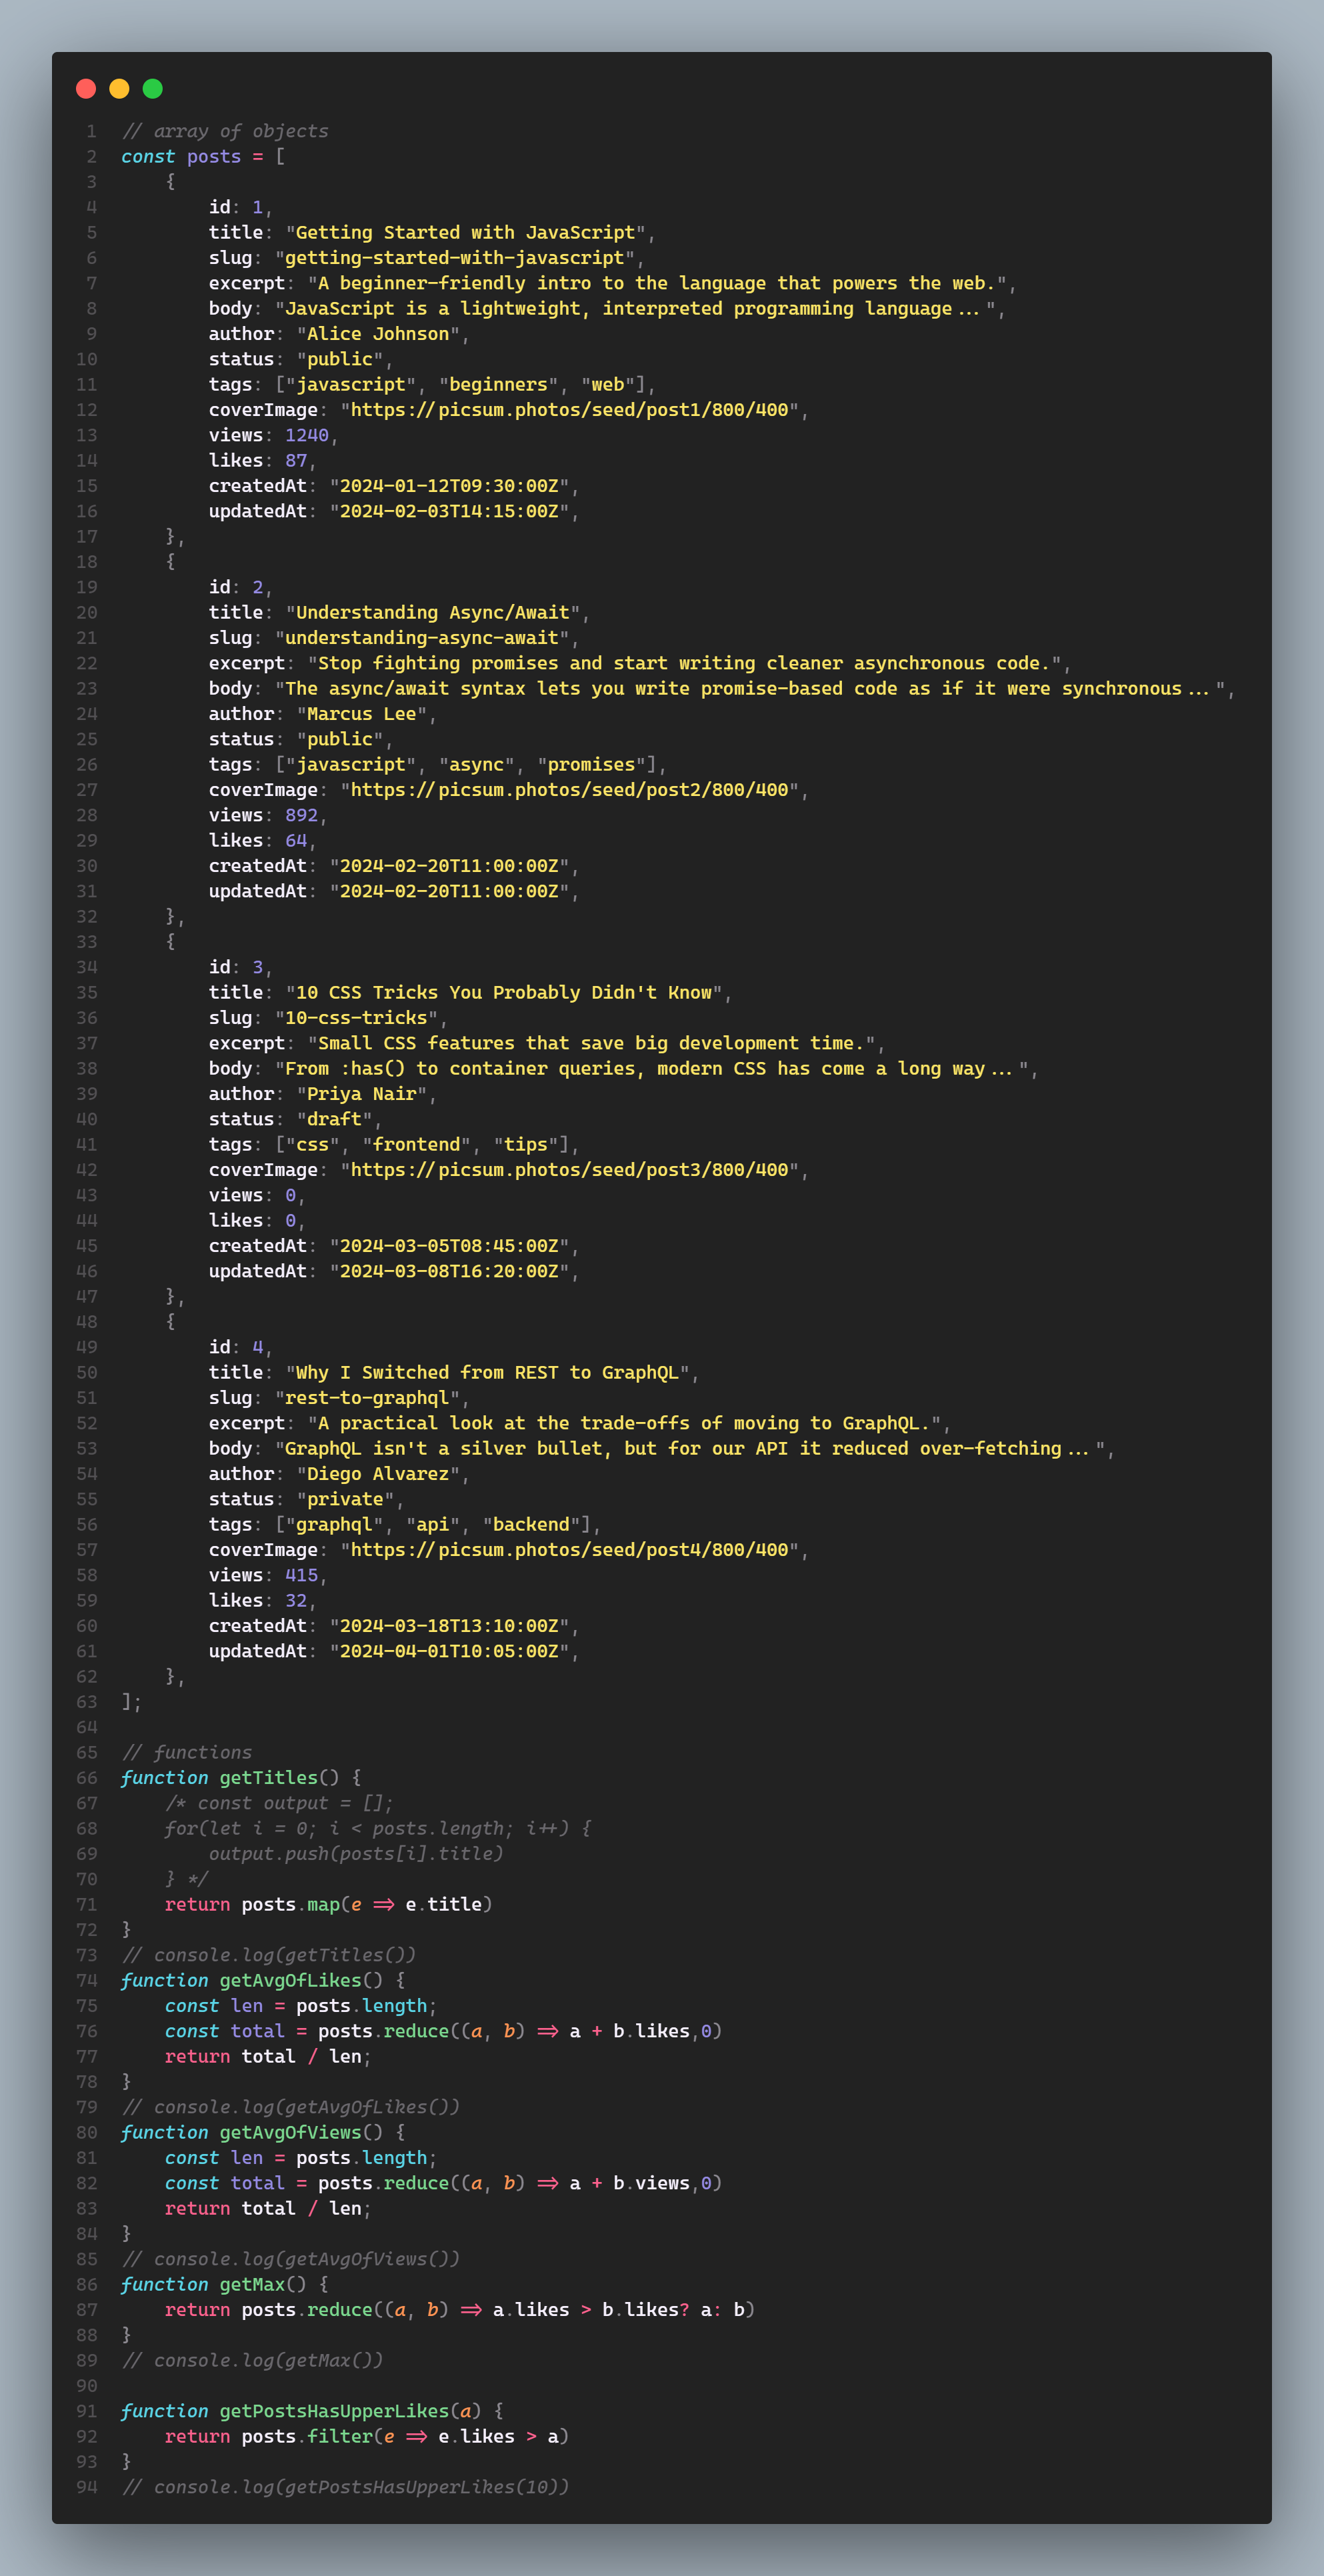 1 // array of objects
2 const posts = [
3     {
4         id: 1,
5         title: "Getting Started with JavaScript",
6         slug: "getting-started-with-javascript",
7         excerpt: "A beginner-friendly intro to the language that powers the web.",
8         body: "JavaScript is a lightweight, interpreted programming language...",
9         author: "Alice Johnson",
10         status: "public",
11         tags: ["javascript", "beginners", "web"],
12         coverImage: "https://picsum.photos/seed/post1/800/400",
13         views: 1240,
14         likes: 87,
15         createdAt: "2024-01-12T09:30:00Z",
16         updatedAt: "2024-02-03T14:15:00Z",
17     },
18     {
19         id: 2,
20         title: "Understanding Async/Await",
21         slug: "understanding-async-await",
22         excerpt: "Stop fighting promises and start writing cleaner asynchronous code.",
23         body: "The async/await syntax lets you write promise-based code as if it were synchronous...",
24         author: "Marcus Lee",
25         status: "public",
26         tags: ["javascript", "async", "promises"],
27         coverImage: "https://picsum.photos/seed/post2/800/400",
28         views: 892,
29         likes: 64,
30         createdAt: "2024-02-20T11:00:00Z",
31         updatedAt: "2024-02-20T11:00:00Z",
32     },
33     {
34         id: 3,
35         title: "10 CSS Tricks You Probably Didn't Know",
36         slug: "10-css-tricks",
37         excerpt: "Small CSS features that save big development time.",
38         body: "From :has() to container queries, modern CSS has come a long way...",
39         author: "Priya Nair",
40         status: "draft",
41         tags: ["css", "frontend", "tips"],
42         coverImage: "https://picsum.photos/seed/post3/800/400",
43         views: 0,
44         likes: 0,
45         createdAt: "2024-03-05T08:45:00Z",
46         updatedAt: "2024-03-08T16:20:00Z",
47     },
48     {
49         id: 4,
50         title: "Why I Switched from REST to GraphQL",
51         slug: "rest-to-graphql",
52         excerpt: "A practical look at the trade-offs of moving to GraphQL.",
53         body: "GraphQL isn't a silver bullet, but for our API it reduced over-fetching...",
54         author: "Diego Alvarez",
55         status: "private",
56         tags: ["graphql", "api", "backend"],
57         coverImage: "https://picsum.photos/seed/post4/800/400",
58         views: 415,
59         likes: 32,
60         createdAt: "2024-03-18T13:10:00Z",
61         updatedAt: "2024-04-01T10:05:00Z",
62     },
63 ];
64
65 // functions
66 function getTitles() {
67     /* const output = [];
68     for(let i = 0; i < posts.length; i++) {
69         output.push(posts[i].title)
70     } */
71     return posts.map(e => e.title)
72 }
73 // console.log(getTitles())
74 function getAvgOfLikes() {
75     const len = posts.length;
76     const total = posts.reduce((a, b) => a + b.likes,0)
77     return total / len;
78 }
79 // console.log(getAvgOfLikes())
80 function getAvgOfViews() {
81     const len = posts.length;
82     const total = posts.reduce((a, b) => a + b.views,0)
83     return total / len;
84 }
85 // console.log(getAvgOfViews())
86 function getMax() {
87     return posts.reduce((a, b) => a.likes > b.likes? a: b)
88 }
89 // console.log(getMax())
90
91 function getPostsHasUpperLikes(a) {
92     return posts.filter(e => e.likes > a)
93 }
94 // console.log(getPostsHasUpperLikes(10))